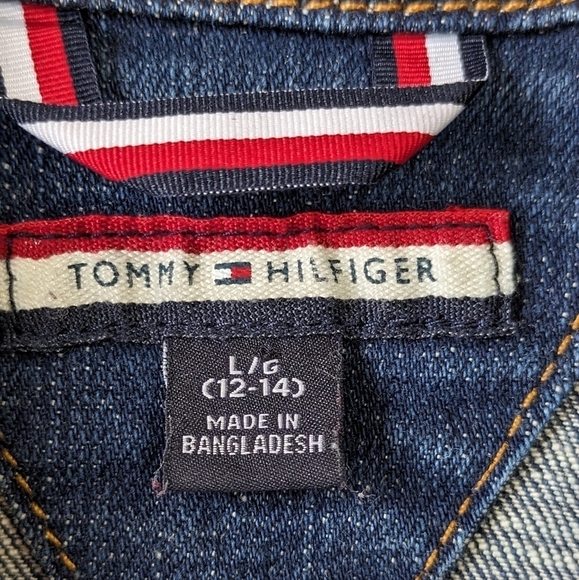 TOMMY HILFIGER
L/G
(12-14)
MADE IN
BANGLADESH